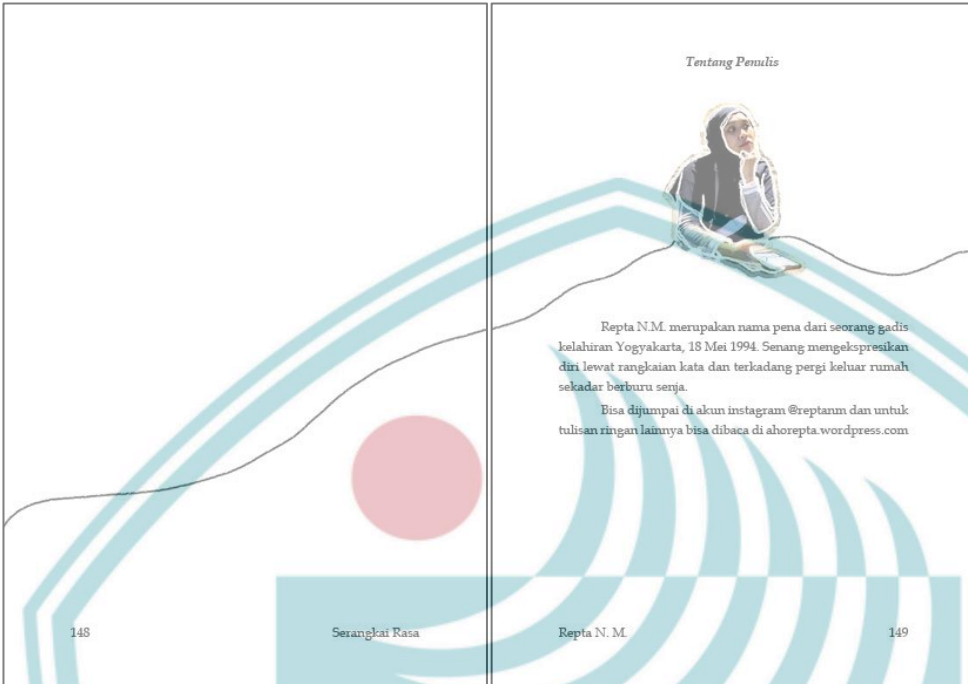 148
Serangkai Rasa
Tentang Penulis
Repta N.M. merupakan nama pena dari seorang gadis
kelahiran Yogyakarta, 18 Mei 1994. Senang mengekspresikan
diri lewat rangkaian kata dan terkadang pergi keluar rumah
sekadar berburu senja.
Bisa dijumpai di akun instagram @reptanm dan untuk
tulisan ringan lainnya bisa dibaca di ahorepta.wordpress.com
Repta N. M.
149